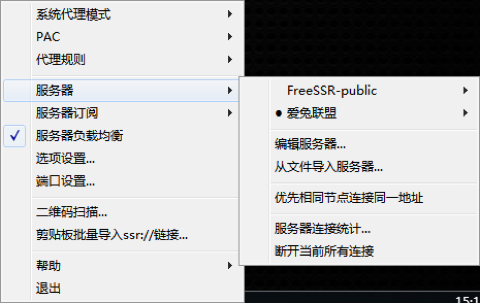 系统代理模式
PAC
代理规则
服务器
服务器订阅
服务器负载均衡
选项设置...
端口设置...
二维码扫描...
剪贴板批量导入ssr://链接...
帮助
退出
FreeSSR-public
爱兔联盟
编辑服务器...
从文件导入服务器...
优先相同节点连接同一地址
服务器连接统计...
断开当前所有连接